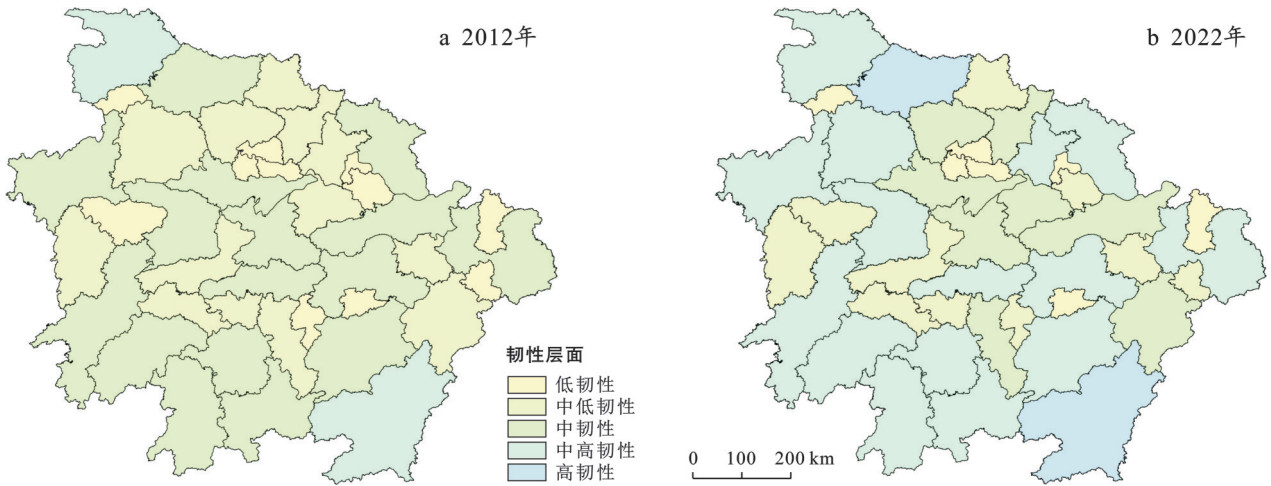 a 2012年
b 2022年
韧性层面
低韧性
中低韧性
中韧性
中高韧性
高韧性
0 100 200 km